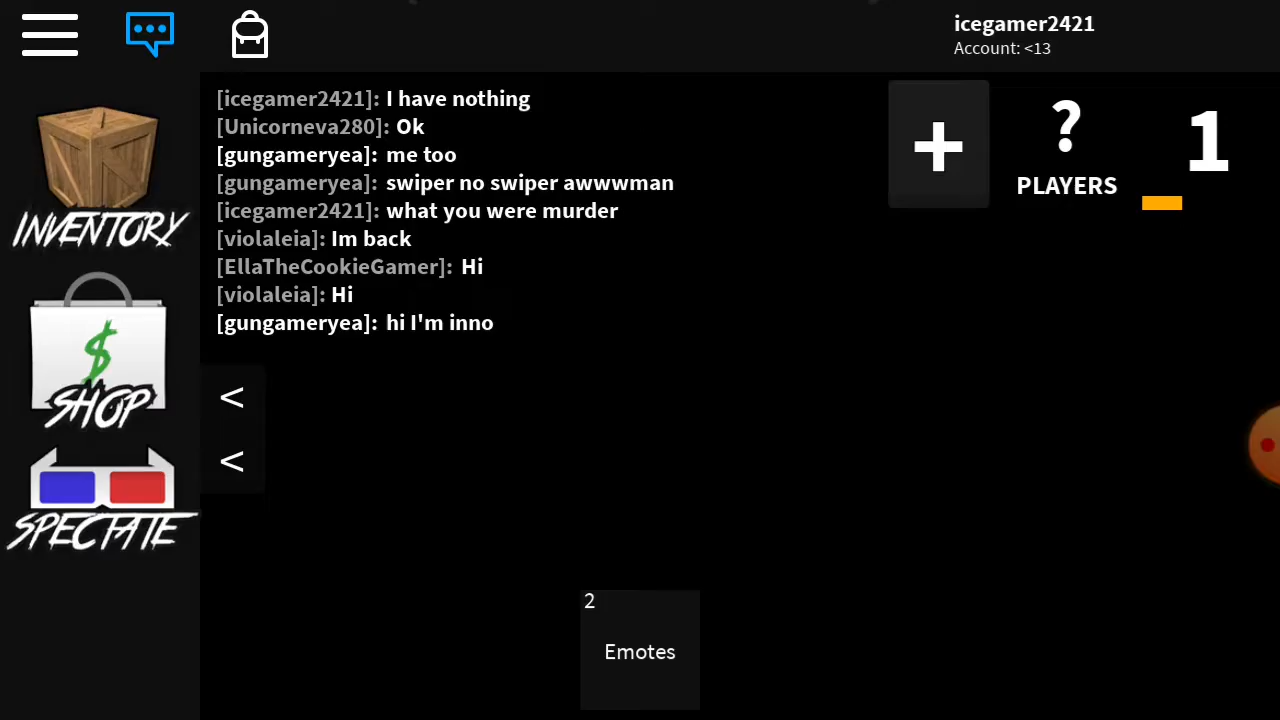 icegamer2421
Account: <13
[icegamer2421]: I have nothing
[Unicorneva280]: Ok
[gungameryea]: me too
[gungameryea]: swiper no swiper awwwman
[icegamer2421]: what you were murder
[violaleia]: Im back
[EllaTheCookieGamer]: Hi
[violaleia]: Hi
[gungameryea]: hi I'm inno
+
?
PLAYERS
1
INVENTORY
$
SHOP
SPECTATE
<
<
2
Emotes